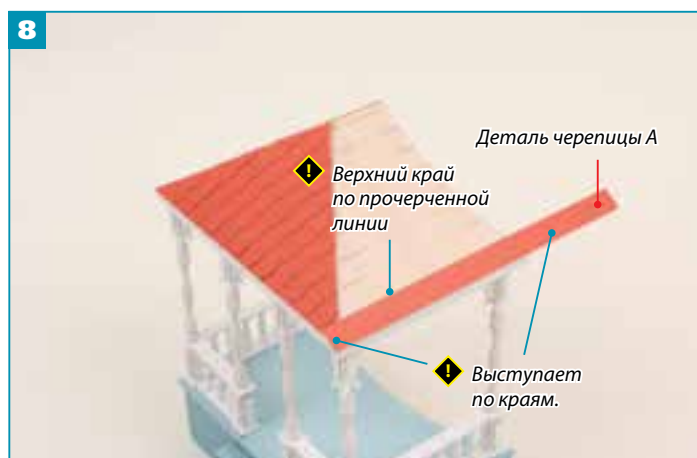 8
Деталь черепицы А
Верхний край
по прочерченной
линии
Выступает
по краям.